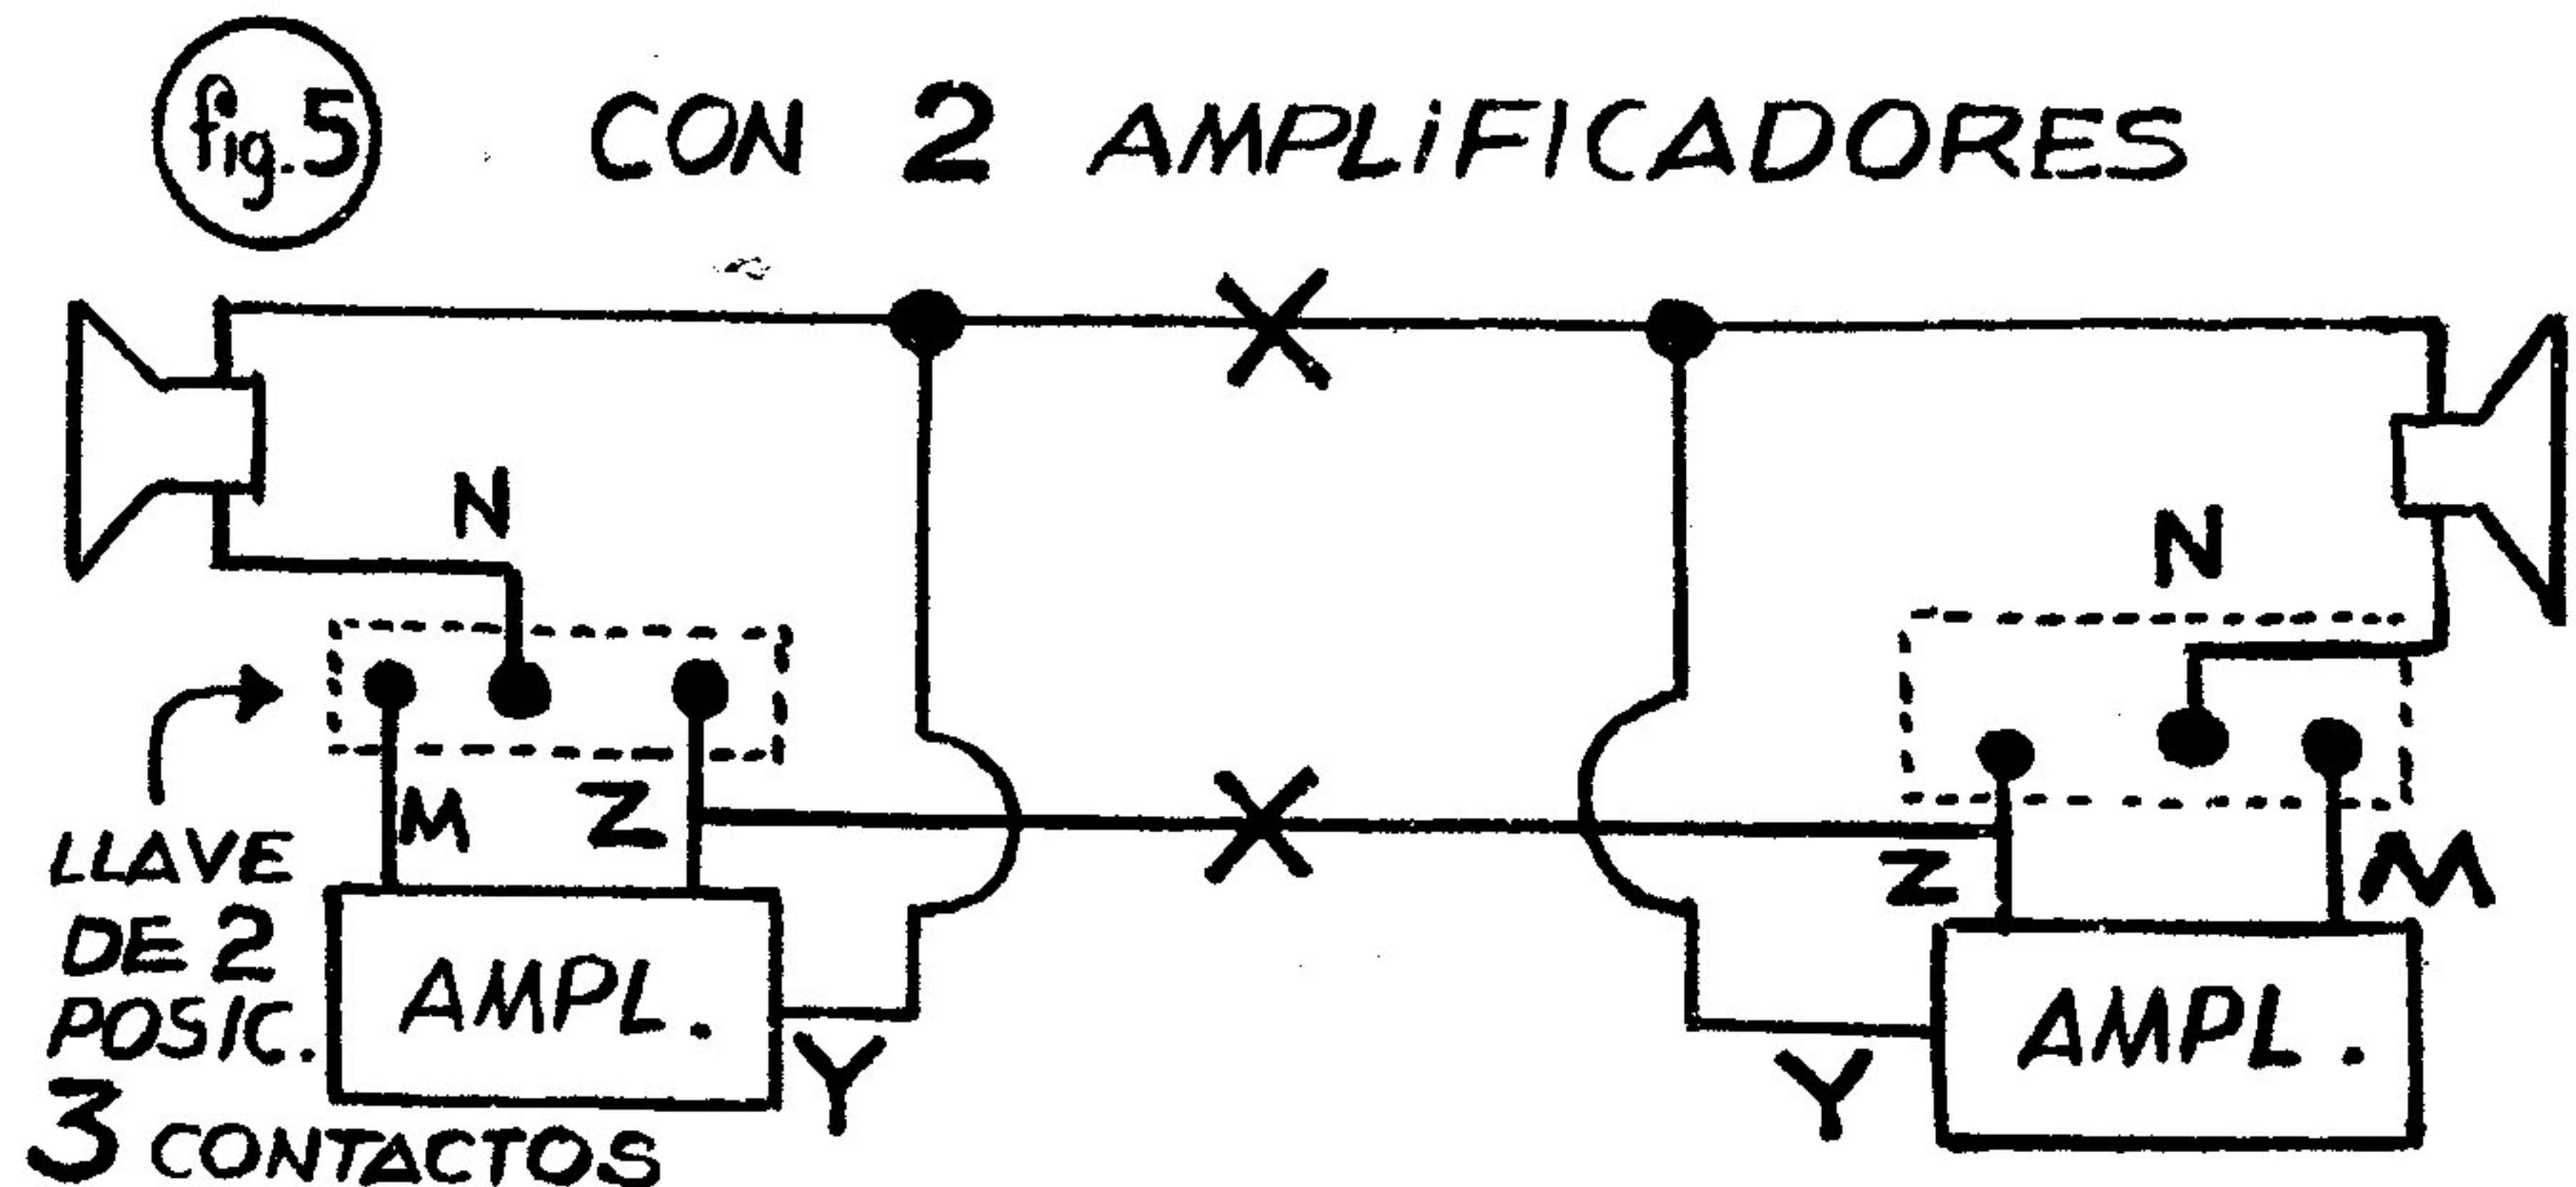 fig.5
CON 2 AMPLiFICADORES
N
N
M
Z
Z
M
LLAVE
DE 2
POSIC.
3 CONTACTOS
AMPL.
Y
Y
AMPL.